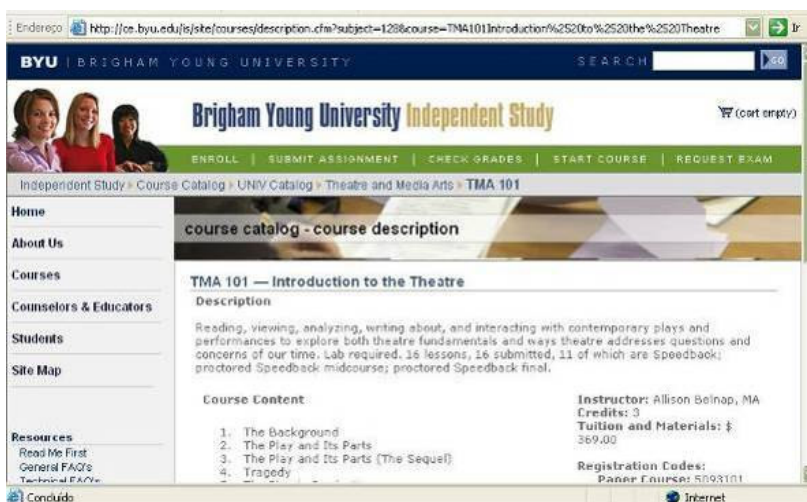 Endereço http://ce.byu.edu/is/site/courses/description.cfm?subject=128&course=TMA101Introduction%2520to%2520the%2520Theatre Ir
BYU | BRIGHAM YOUNG UNIVERSITY SEARCH GO
Brigham Young University Independent Study (cart empty)
ENROLL | SUBMIT ASSIGNMENT | CHECK GRADES | START COURSE | REQUEST EXAM
Independent Study Course Catalog UNIV Catalog Theatre and Media Arts TMA 101
Home
About Us
Courses
Counselors & Educators
Students
Site Map
Resources
Read Me First
General FAQ's
Technical FAQ's
course catalog - course description
TMA 101 — Introduction to the Theatre
Description
Reading, viewing, analyzing, writing about, and interacting with contemporary plays and
performances to explore both theatre fundamentals and ways theatre addresses questions and
concerns of our time. Lab required. 16 lessons, 16 submitted, 11 of which are Speedback;
proctored Speedback midcourse; proctored Speedback final.
Course Content
1. The Background
2. The Play and Its Parts
3. The Play and Its Parts (The Sequel)
4. Tragedy
Instructor: Allison Belnap, MA
Credits: 3
Tuition and Materials: $
369.00
Registration Codes:
Paper Course: 5093101
Concluído Internet